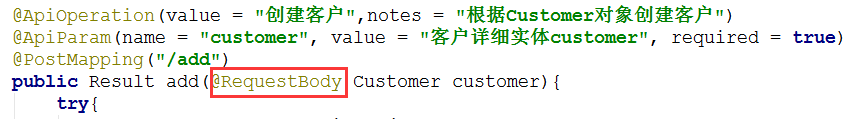 @ApiOperation(value = "创建客户",notes = "根据Customer对象创建客户")
@ApiParam(name = "customer", value = "客户详细实体customer", required = true)
@PostMapping("/add")
public Result add(@RequestBody Customer customer){
try{